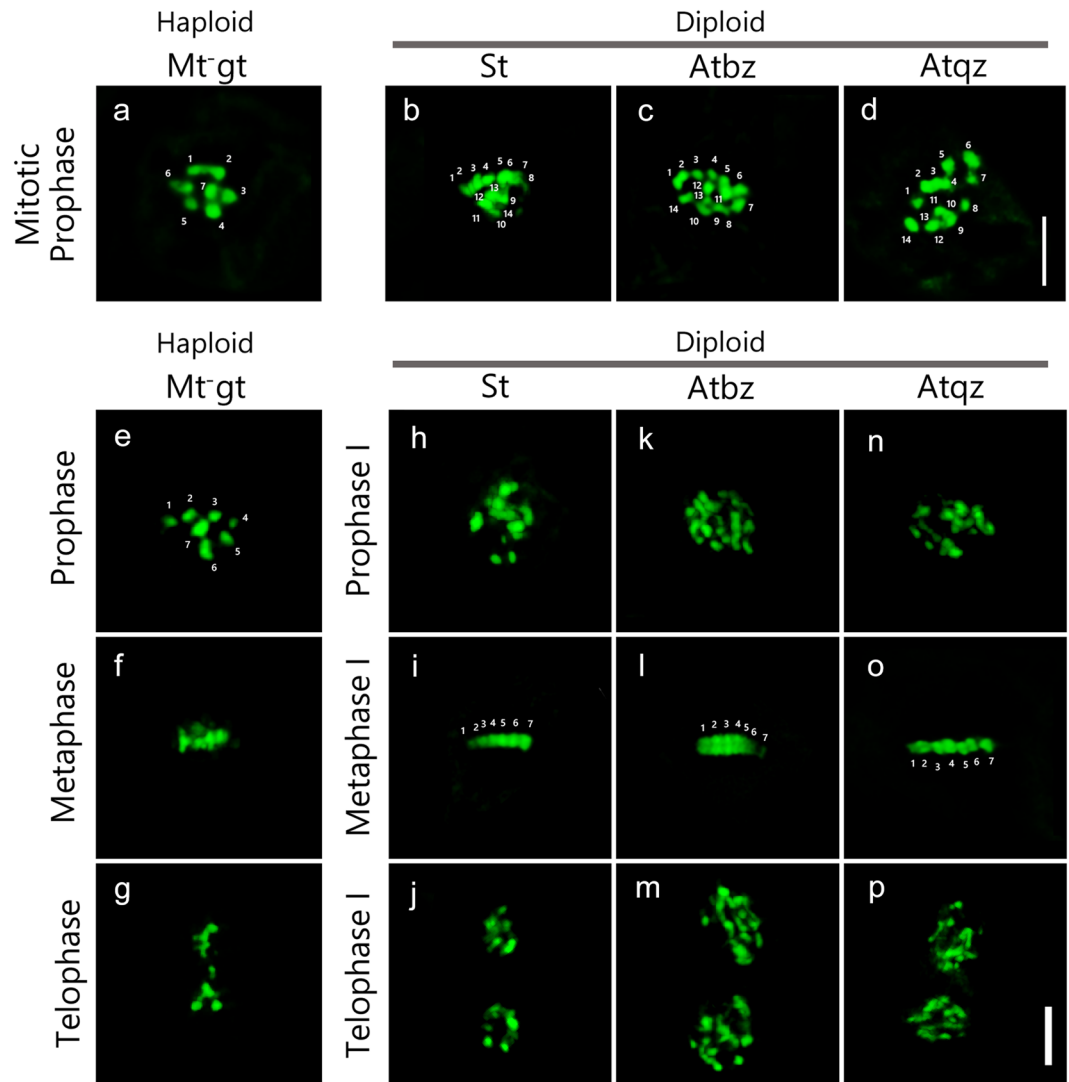 Haploid
Diploid
Mt⁻gt
St
Atbz
Atqz
Mitotic
Prophase
a
1 2
6 7 3
5 4
b
1 2 3 4 5 6 7
8
13
12 9
11 14
10
c
1 2 3 4 5 6
12
13 11
14 7
10 9 8
d
6
5
3
2 4 7
1
11 10 8
13
9
14 12
Haploid
Diploid
Mt⁻gt
St
Atbz
Atqz
Prophase
e
1 2 3
4
7 5
6
Prophase I
h
k
n
Metaphase
f
Metaphase I
i
1 2 3 4 5 6 7
l
1 2 3 4 5 6 7
o
1 2 3 4 5 6 7
Telophase
g
Telophase I
j
m
p